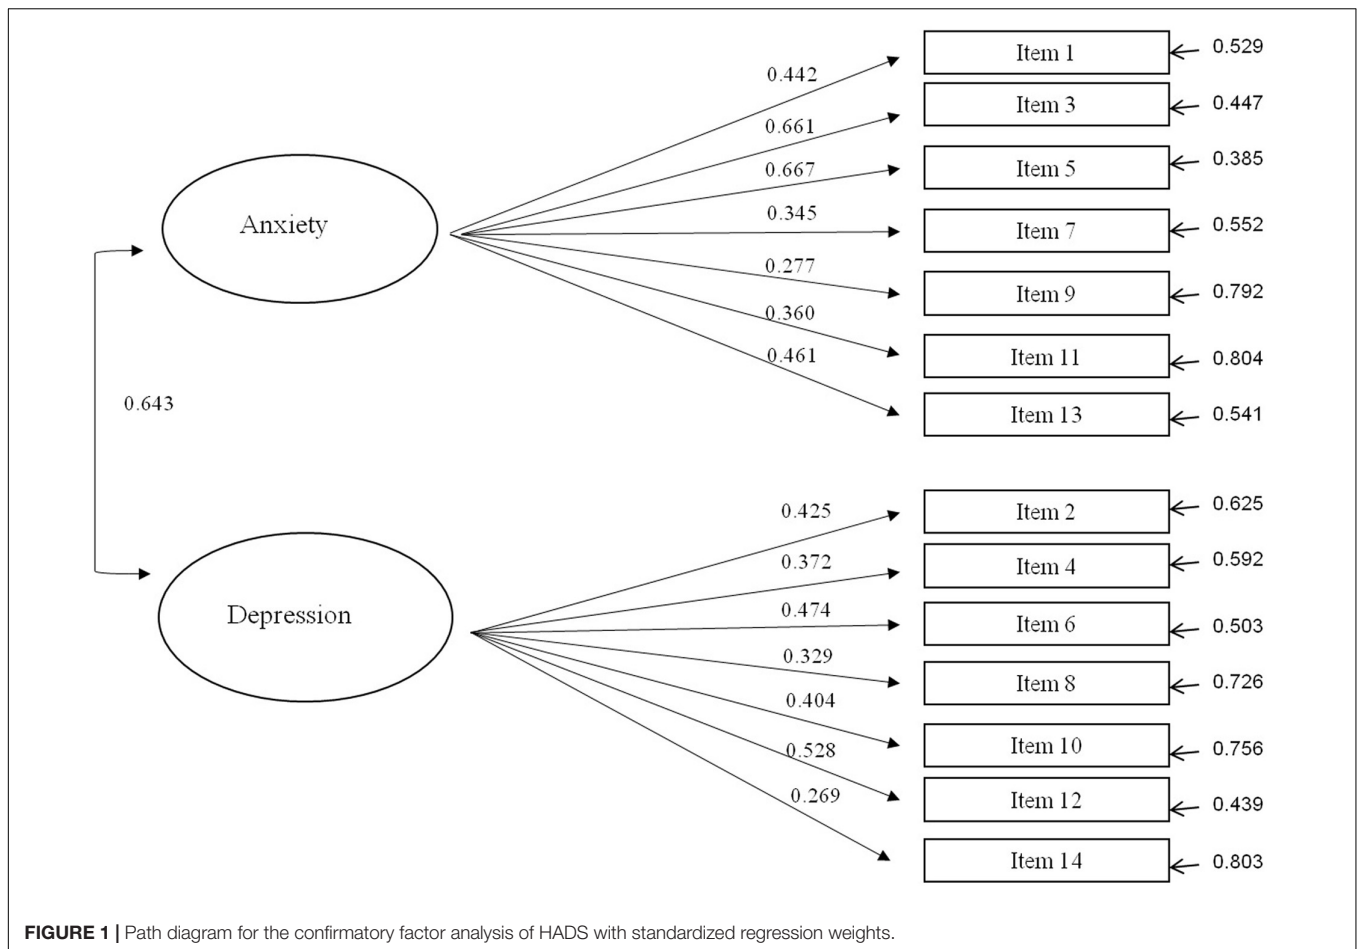 0.442 Item 1 0.529
0.661 Item 3 0.447
0.667 Item 5 0.385
Anxiety 0.345 Item 7 0.552
0.277 Item 9 0.792
0.360 Item 11 0.804
0.461 Item 13 0.541
0.643
0.425 Item 2 0.625
0.372 Item 4 0.592
Depression 0.474 Item 6 0.503
0.329 Item 8 0.726
0.404 Item 10 0.756
0.528 Item 12 0.439
0.269 Item 14 0.803
FIGURE 1 | Path diagram for the confirmatory factor analysis of HADS with standardized regression weights.